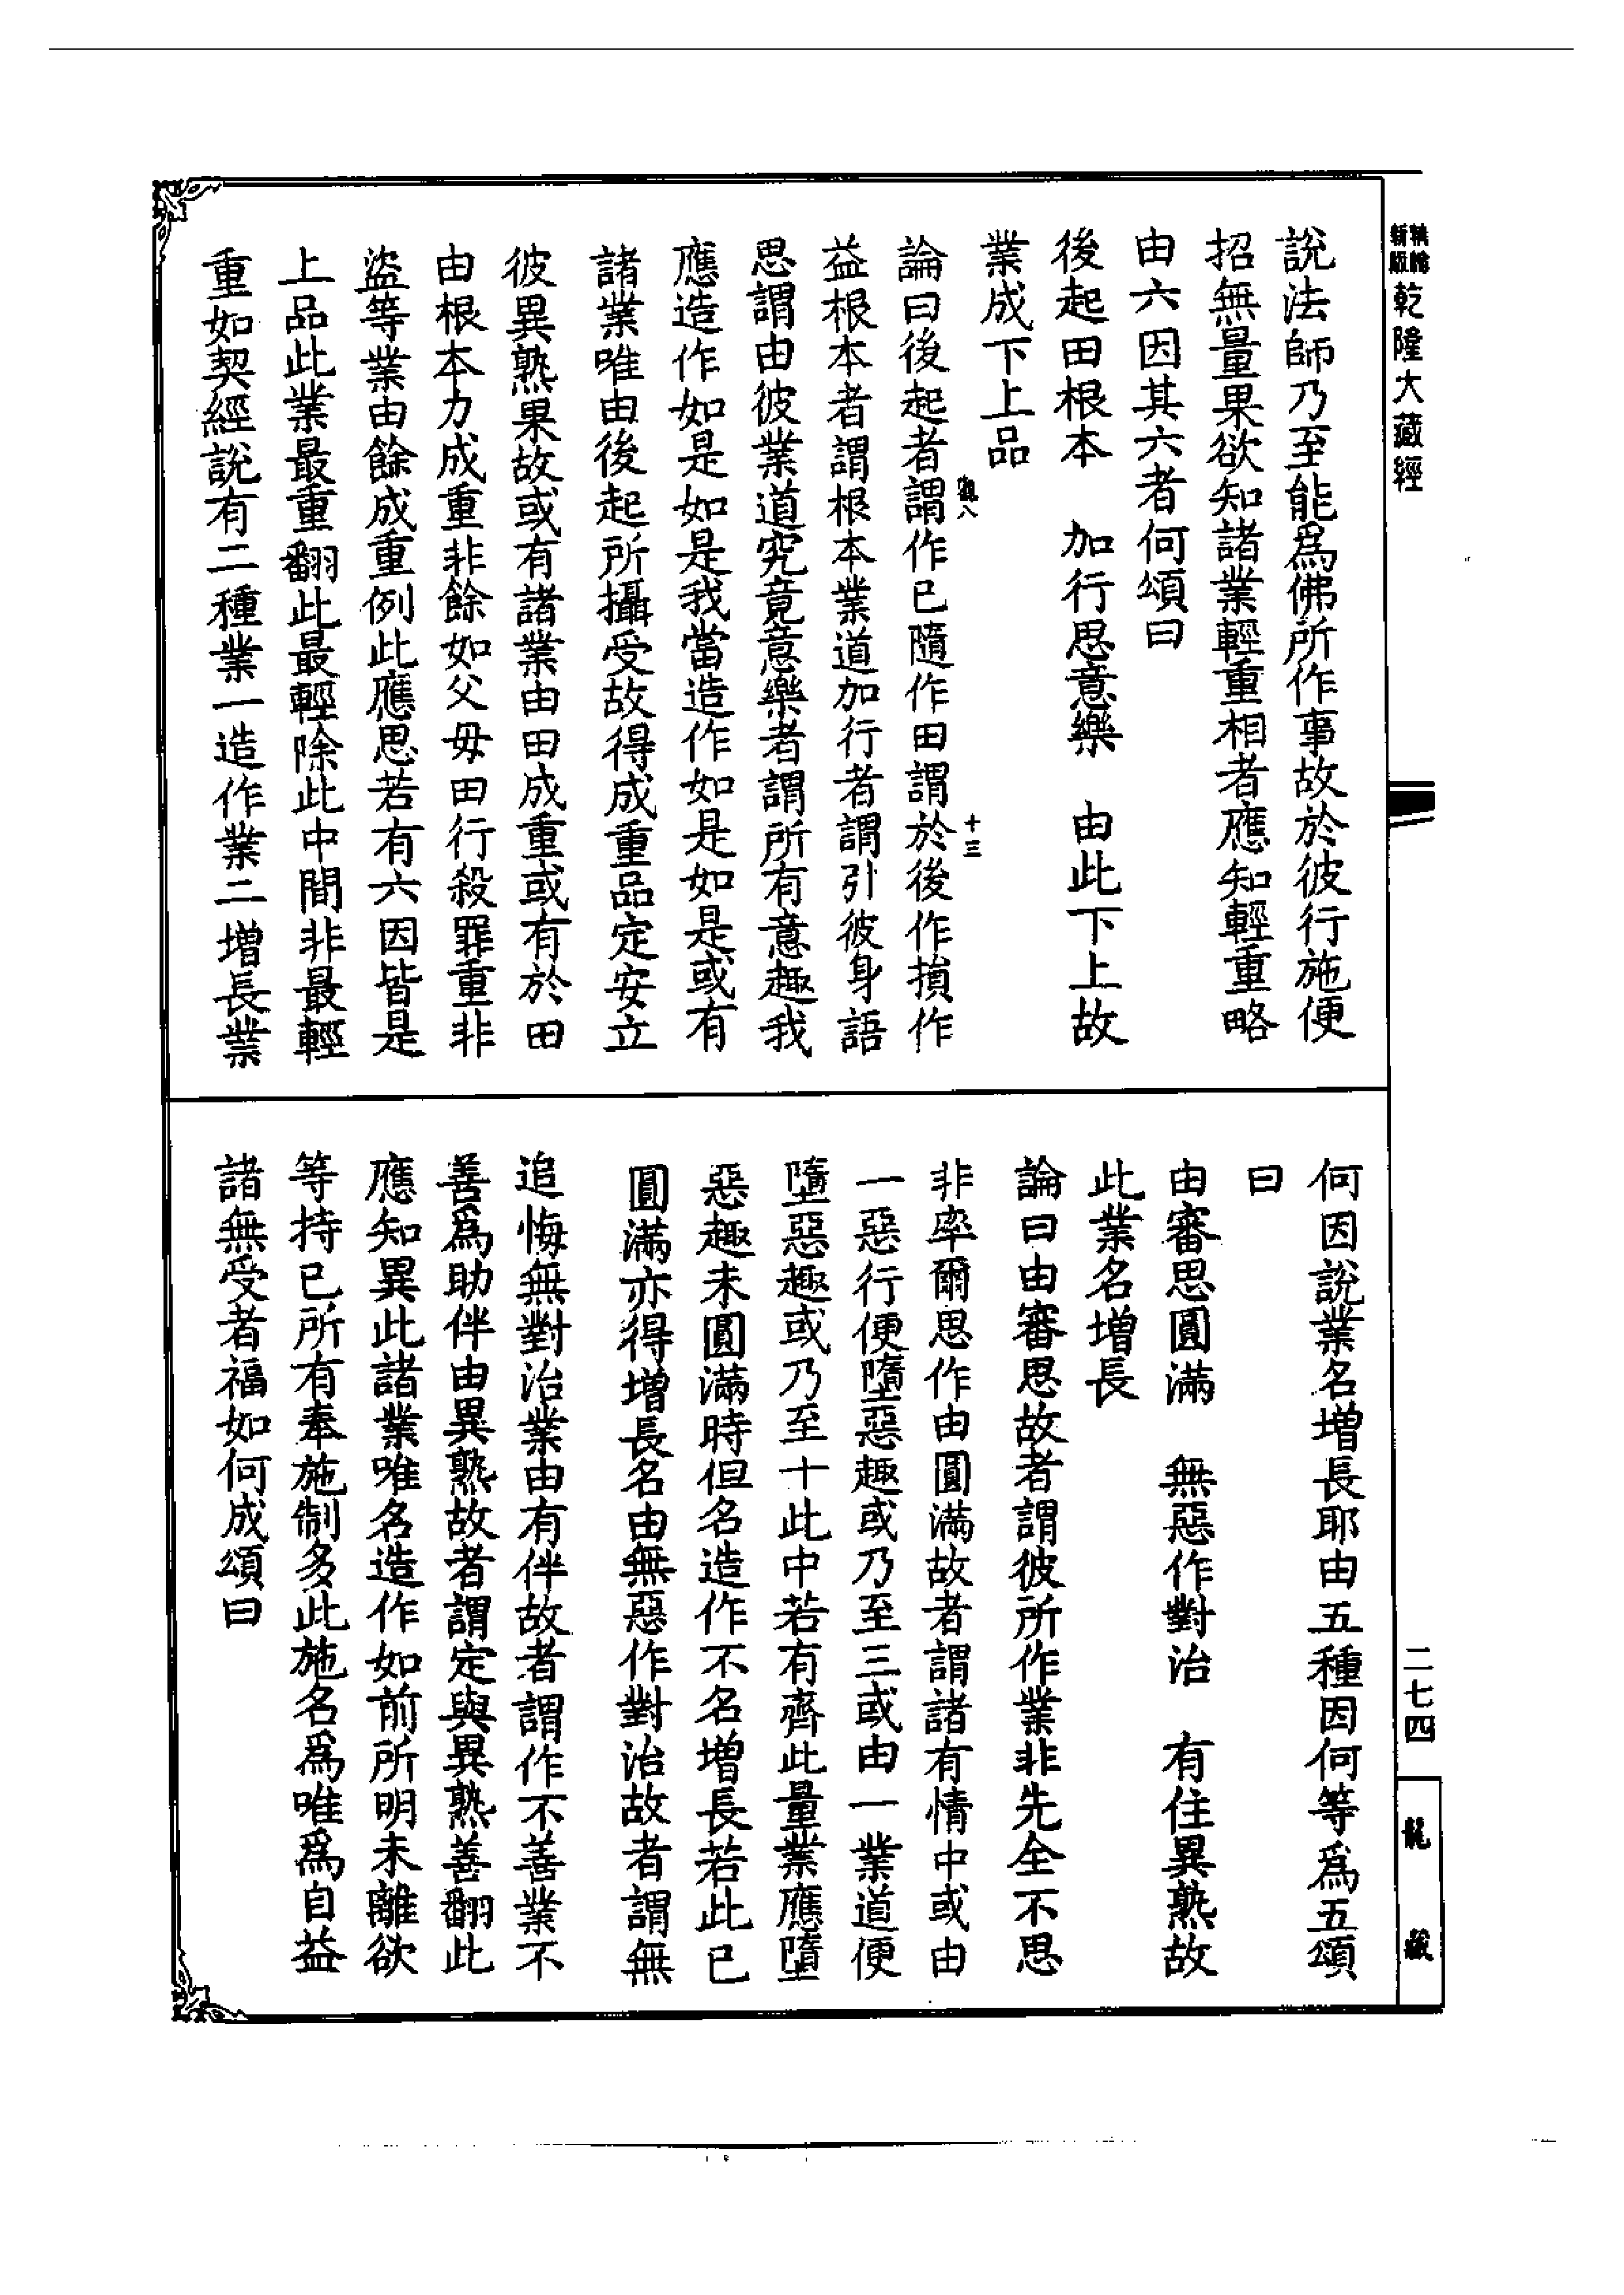 新版
乾隆大藏經
說法師乃至能爲佛所作事故於彼行施便
招無量果欲知諸業輕重相者應知輕重略
由六因其六者何頌曰
後起田根本　加行思意樂　由此下上故
業成下上品
論曰後起者謂作已隨作田謂於後作損作
十三
益根本者謂根本業道加行者謂引彼身語
思謂由彼業道究竟意樂者謂所有意趣我
應造作如是如是我當造作如是如是或有
諸業唯由後起所攝受故得成重品定安立
彼異熟果故或有諸業由田成重或有於田
由根本力成重非餘如父母田行殺罪重非
盜等業由餘成重例此應思若有六因皆是
上品此業最重翻此最輕除此中間非最輕
重如契經說有二種業一造作業二增長業
何因說業名增長耶由五種因何等爲五頌
曰
由審思圓滿　無惡作對治　有住異熟故
此業名增長
論曰由審思故者謂彼所作業非先全不思
非率爾思作由圓滿故者謂諸有情中或由
一惡行便墮惡趣或乃至三或由一業道便
墮惡趣或乃至十此中若有齊此量業應墮
惡趣未圓滿時但名造作不名增長若此已
圓滿亦得增長名由無惡作對治故者謂無
追悔無對治業由有伴故者謂作不善業不
善爲助伴由異熟故者謂定與異熟善翻此
應知異此諸業唯名造作如前所明未離欲
等持已所有奉施制多此施名爲唯爲自益
諸無受者福如何成頌曰
二七四
龍藏